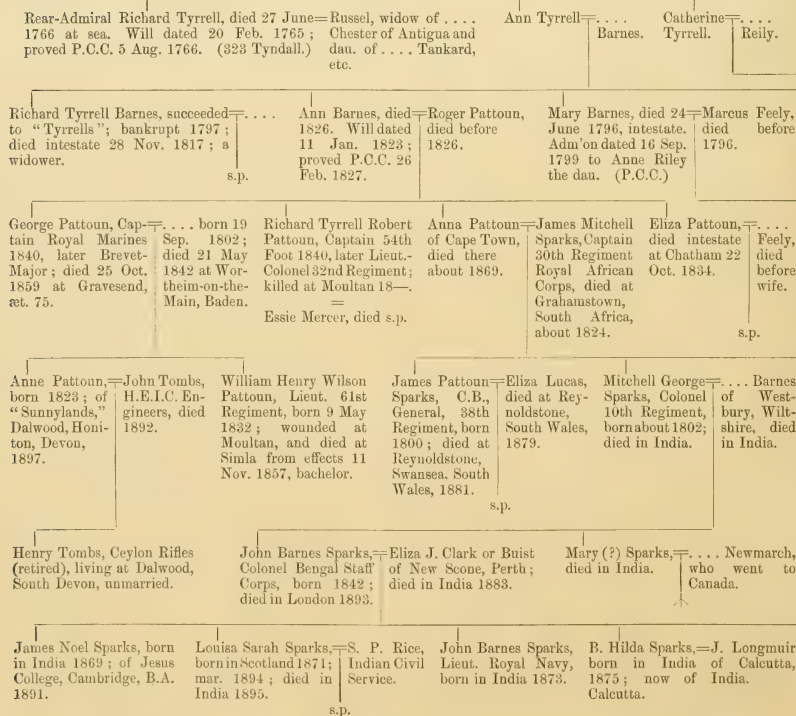 Rear-Admiral Richard Tyrrell, died 27 June=
1766 at sea. Will dated 20 Feb. 1765 ;
proved P.C.C. 5 Aug. 1766. (323 Tyndall.)
Russel, widow of . . . .
Chester of Antigua and
dau. of . . . . Tankard,
etc.
Ann Tyrrell= . . . .
Barnes.
Catherine= . . . .
Tyrrell.
Reily.
Richard Tyrrell Barnes, succeeded= . . . .
to “Tyrrells”; bankrupt 1797 ;
died intestate 28 Nov. 1817 ; a
widower.
s.p.
Ann Barnes, died=
1826. Will dated
11 Jan. 1823 ;
proved P.C.C. 26
Feb. 1827.
Roger Pattoun,
died before
1826.
Mary Barnes, died 24=
June 1796, intestate.
Adm'on dated 16 Sep.
1799 to Anne Riley
the dau. (P.C.C.)
Marcus Feely,
died before
1796.
George Pattoun, Cap-=
tain Royal Marines
1840, later Brevet-
Major ; died 25 Oct.
1859 at Gravesend,
æt. 75.
. . . . born 19
Sep. 1802 ;
died 21 May
1842 at Wor-
theim-on-the-
Main, Baden.
Richard Tyrrell Robert
Pattoun, Captain 54th
Foot 1840, later Lieut.-
Colonel 32nd Regiment;
killed at Moultan 18—.
=
Essie Mercer, died s.p.
Anna Pattoun=
of Cape Town,
died there
about 1869.
James Mitchell
Sparks, Captain
30th Regiment
Royal African
Corps, died at
Grahamstown,
South Africa,
about 1824.
Eliza Pattoun,=
died intestate
at Chatham 22
Oct. 1834.
. . . .
Feely,
died
before
wife.
s.p.
Anne Pattoun,=
born 1823 ; of
“Sunnylands,”
Dalwood, Honi-
ton, Devon,
1897.
John Tombs,
H.E.I.C. En-
gineers, died
1892.
William Henry Wilson
Pattoun, Lieut. 61st
Regiment, born 9 May
1832 ; wounded at
Moultan, and died at
Simla from effects 11
Nov. 1857, bachelor.
James Pattoun=
Sparks, C.B.,
General, 38th
Regiment, born
1800 ; died at
Reynoldstone,
Swansea, South
Wales, 1881.
Eliza Lucas,
died at Rey-
noldstone,
South Wales,
1879.
s.p.
Mitchell George=
Sparks, Colonel
10th Regiment,
born about 1802;
died in India.
. . . . Barnes
of West-
bury, Wilt-
shire, died
in India.
Henry Tombs, Ceylon Rifles
(retired), living at Dalwood,
South Devon, unmarried.
John Barnes Sparks,=
Colonel Bengal Staff
Corps, born 1842 ;
died in London 1893.
Eliza J. Clark or Buist
of New Scone, Perth ;
died in India 1883.
Mary (?) Sparks,=
died in India.
. . . . Newmarch,
who went to
Canada.
James Noel Sparks, born
in India 1869 ; of Jesus
College, Cambridge, B.A.
1891.
Louisa Sarah Sparks,=
born in Scotland 1871;
mar. 1894 ; died in
India 1895.
S. P. Rice,
Indian Civil
Service.
s.p.
John Barnes Sparks,
Lieut. Royal Navy,
born in India 1873.
B. Hilda Sparks,=
born in India
1875 ; now of
Calcutta.
J. Longmuir
of Calcutta,
India.